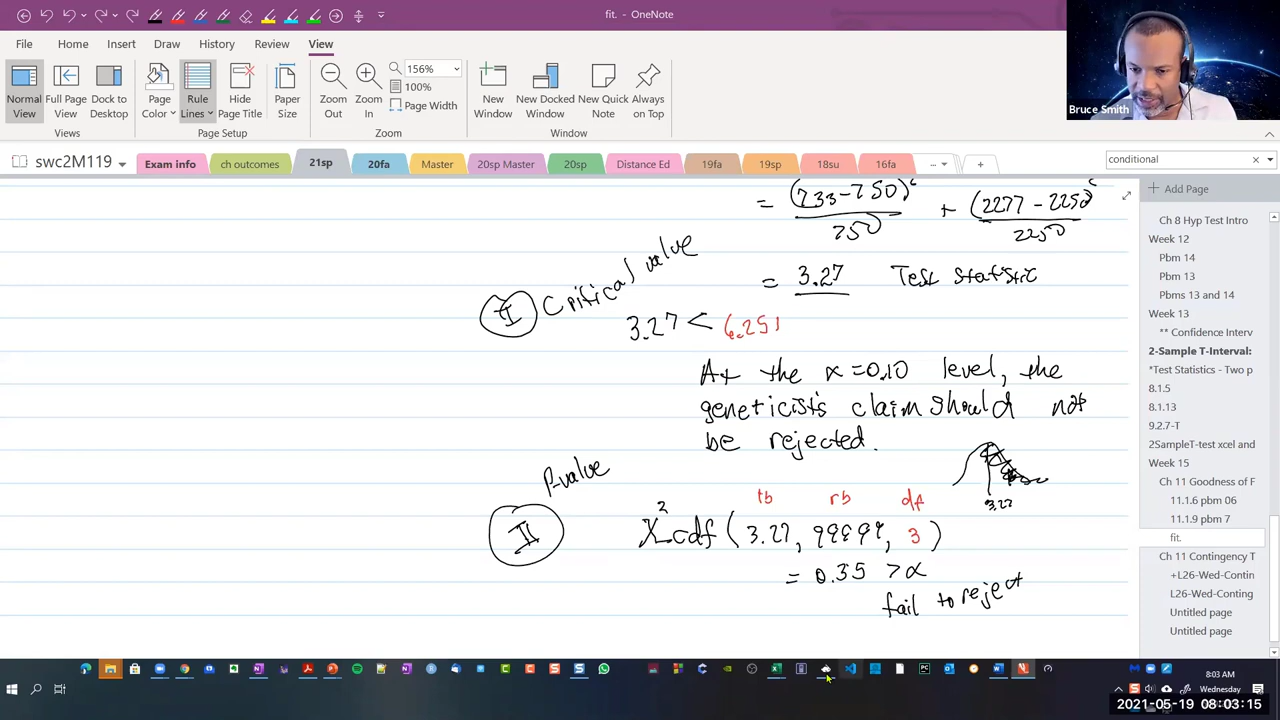 fit. - OneNote
File Home Insert Draw History Review View
156%
100%
Page Width
Normal View
Full Page View
Dock to Desktop
Page Color
Rule Lines
Hide Page Title
Paper Size
Zoom Out
Zoom In
New Window
New Docked Window
New Quick Note
Always on Top
Views
Page Setup
Zoom
Window
Bruce Smith
swc2M119
Exam info ch outcomes 21sp 20fa Master 20sp Master 20sp Distance Ed 19fa 19sp 18su 16fa
conditional
Add Page
Ch 8 Hyp Test Intro
Week 12
Pbm 14
Pbm 13
Pbms 13 and 14
Week 13
** Confidence Interv
2-Sample T-Interval:
*Test Statistics - Two p
8.1.5
8.1.13
9.2.7-T
2SampleT-test xcel and
Week 15
Ch 11 Goodness of F
11.1.6 pbm 06
11.1.9 pbm 7
fit.
Ch 11 Contingency T
+L26-Wed-Contin
L26-Wed-Conting
Untitled page
Untitled page
= (733-750)² + (2277-2250)²
750 2250
= 3.27 Test statistic
I Critical value
3.27 < 6.251
At the α=0.10 level, the
geneticists claim should not
be rejected.
P-value
3.27
lb rb df
II X²cdf(3.27, 99999, 3)
= 0.35 >α
fail to reject
8:03 AM
Wednesday
2021-05-19 08:03:15